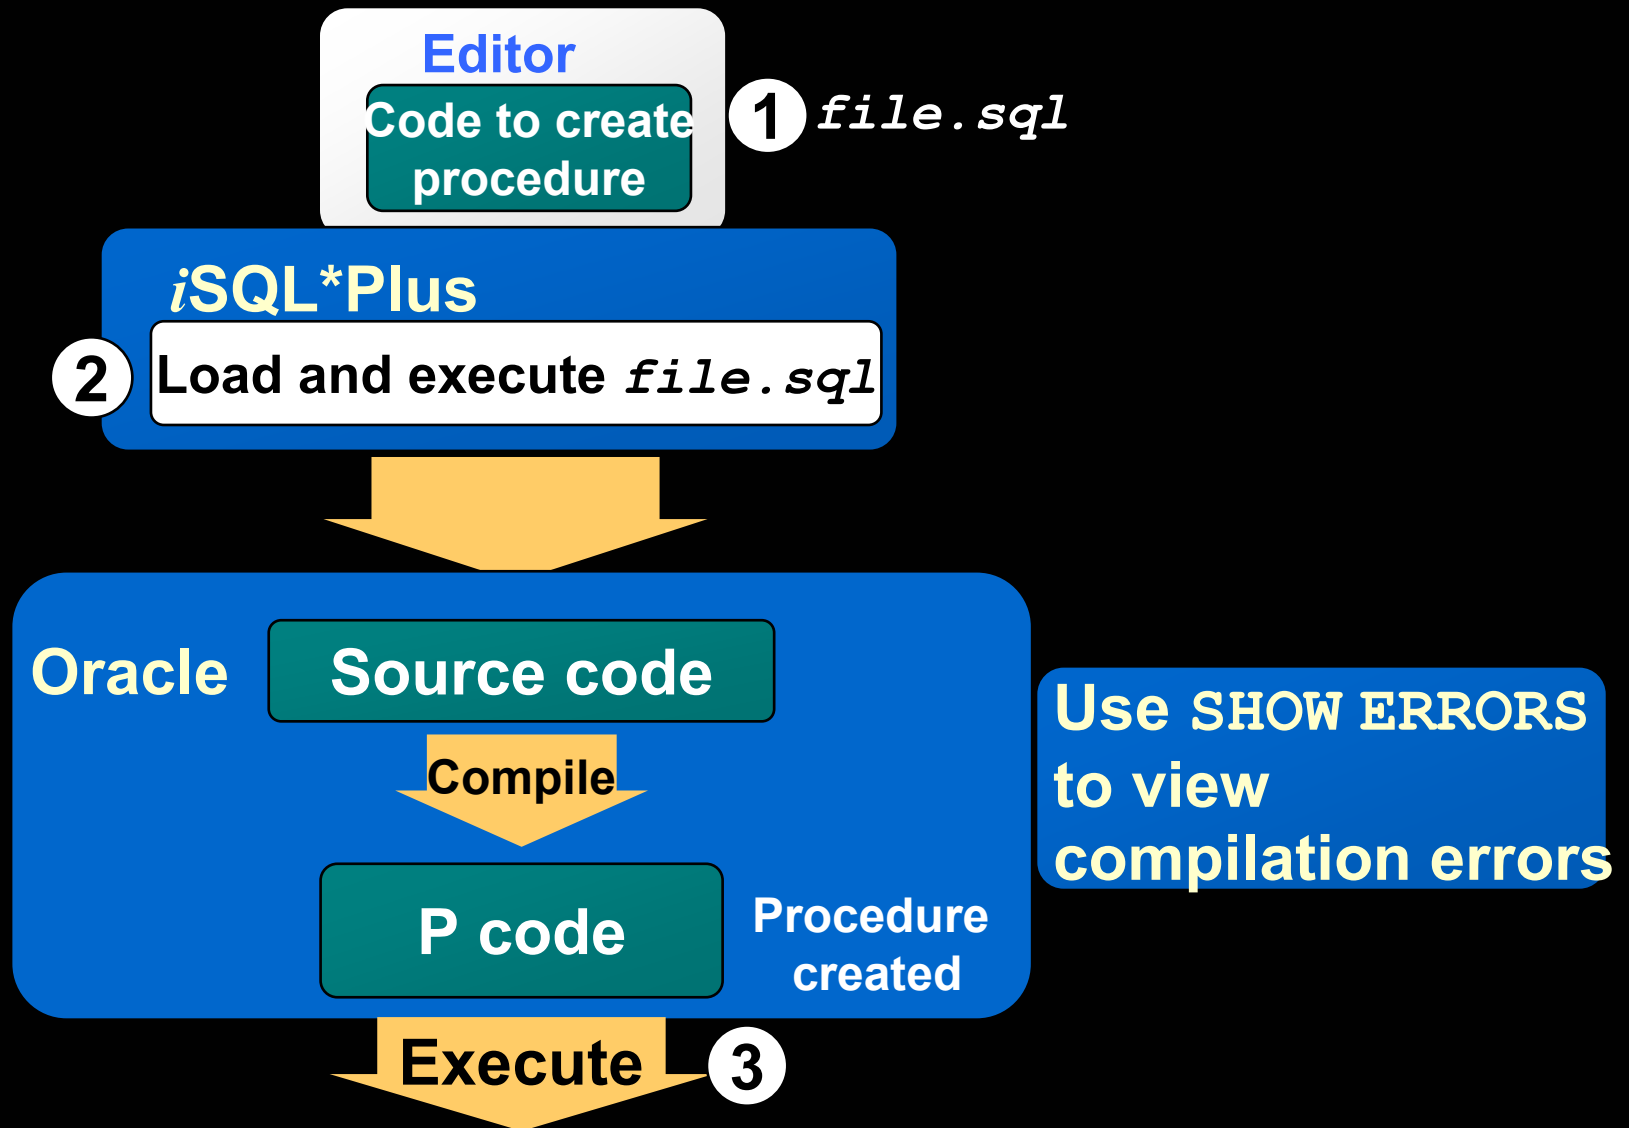 Editor
Code to create
procedure
1 file.sql
iSQL*Plus
2 Load and execute file.sql
Oracle
Source code
Compile
P code
Procedure
created
Use SHOW ERRORS
to view
compilation errors
Execute 3